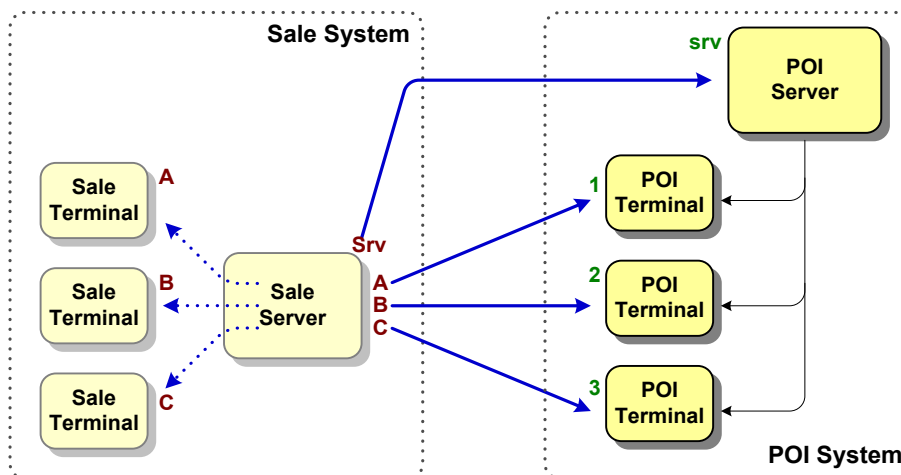 Sale System
srv
POI
Server
Sale
Terminal
A
1
POI
Terminal
Srv
Sale
Terminal
B
Sale
Server
A
B
C
2
POI
Terminal
Sale
Terminal
C
3
POI
Terminal
POI System